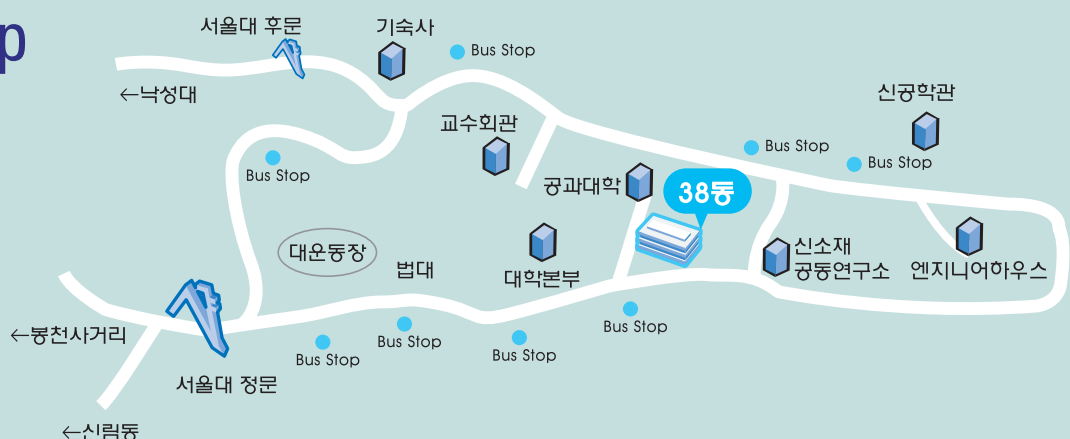 p
서울대 후문
기숙사
Bus Stop
←낙성대
신공학관
교수회관
Bus Stop
Bus Stop
Bus Stop
공과대학
38동
대운동장
법대
대학본부
신소재
공동연구소
엔지니어하우스
←봉천사거리
Bus Stop
Bus Stop
Bus Stop
Bus Stop
서울대 정문
←신림동